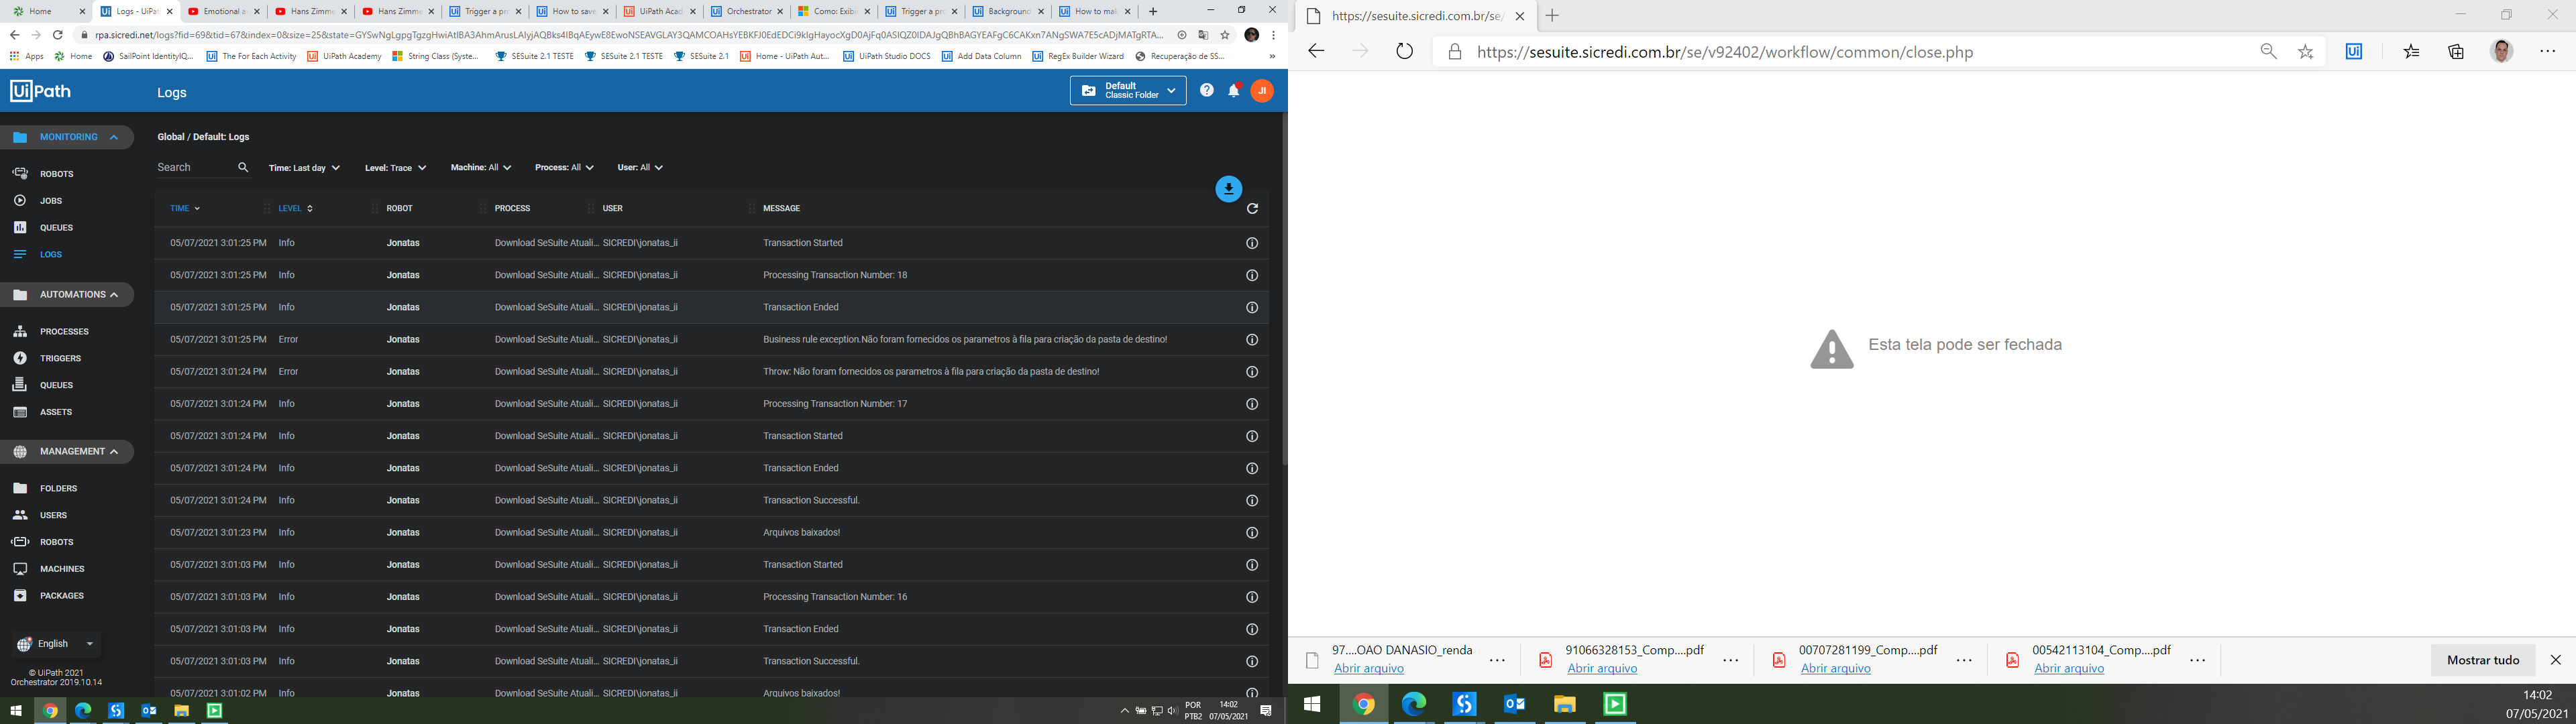 Home
Logs - UiPath
Emotional a
Hans Zimme
Hans Zimme
Trigger a pr
How to save
UiPath Acad
Orchestrator
Como: Exibi
Trigger a pr
Background
How to mak
Apps
Home
SailPoint IdentityIQ...
The For Each Activity
UiPath Academy
String Class (Syste...
SESuite 2.1 TESTE
SESuite 2.1 TESTE
SESuite 2.1
Home - UiPath Aut...
UiPath Studio DOCS
Add Data Column
RegEx Builder Wizard
Recuperação de SS...
UiPath
Logs
Default
Classic Folder
JI
MONITORING
ROBOTS
JOBS
QUEUES
LOGS
AUTOMATIONS
PROCESSES
TRIGGERS
QUEUES
ASSETS
MANAGEMENT
FOLDERS
USERS
ROBOTS
MACHINES
PACKAGES
English
© UiPath 2021
Orchestrator 2019.10.14
Global / Default: Logs
Search Time: Last day Level: Trace Machine: All Process: All User: All
TIME LEVEL ROBOT PROCESS USER MESSAGE
05/07/2021 3:01:25 PM Info Jonatas Download SeSuite Atuali... SICREDI\jonatas_ii Transaction Started
05/07/2021 3:01:25 PM Info Jonatas Download SeSuite Atuali... SICREDI\jonatas_ii Processing Transaction Number: 18
05/07/2021 3:01:25 PM Info Jonatas Download SeSuite Atuali... SICREDI\jonatas_ii Transaction Ended
05/07/2021 3:01:25 PM Error Jonatas Download SeSuite Atuali... SICREDI\jonatas_ii Business rule exception.Não foram fornecidos os parametros à fila para criação da pasta de destino!
05/07/2021 3:01:24 PM Error Jonatas Download SeSuite Atuali... SICREDI\jonatas_ii Throw: Não foram fornecidos os parametros à fila para criação da pasta de destino!
05/07/2021 3:01:24 PM Info Jonatas Download SeSuite Atuali... SICREDI\jonatas_ii Processing Transaction Number: 17
05/07/2021 3:01:24 PM Info Jonatas Download SeSuite Atuali... SICREDI\jonatas_ii Transaction Started
05/07/2021 3:01:24 PM Info Jonatas Download SeSuite Atuali... SICREDI\jonatas_ii Transaction Ended
05/07/2021 3:01:24 PM Info Jonatas Download SeSuite Atuali... SICREDI\jonatas_ii Transaction Successful.
05/07/2021 3:01:23 PM Info Jonatas Download SeSuite Atuali... SICREDI\jonatas_ii Arquivos baixados!
05/07/2021 3:01:03 PM Info Jonatas Download SeSuite Atuali... SICREDI\jonatas_ii Transaction Started
05/07/2021 3:01:03 PM Info Jonatas Download SeSuite Atuali... SICREDI\jonatas_ii Processing Transaction Number: 16
05/07/2021 3:01:03 PM Info Jonatas Download SeSuite Atuali... SICREDI\jonatas_ii Transaction Ended
05/07/2021 3:01:03 PM Info Jonatas Download SeSuite Atuali... SICREDI\jonatas_ii Transaction Successful.
05/07/2021 3:01:02 PM Info Jonatas Download SeSuite Atuali... SICREDI\jonatas_ii Arquivos baixados!
POR
PTB2
14:02
07/05/2021
https://sesuite.sicredi.com.br/se/
https://sesuite.sicredi.com.br/se/v92402/workflow/common/close.php
Esta tela pode ser fechada
97....OAO DANASIO_renda
Abrir arquivo
91066328153_Comp....pdf
Abrir arquivo
00707281199_Comp....pdf
Abrir arquivo
00542113104_Comp....pdf
Abrir arquivo
Mostrar tudo
14:02
07/05/2021